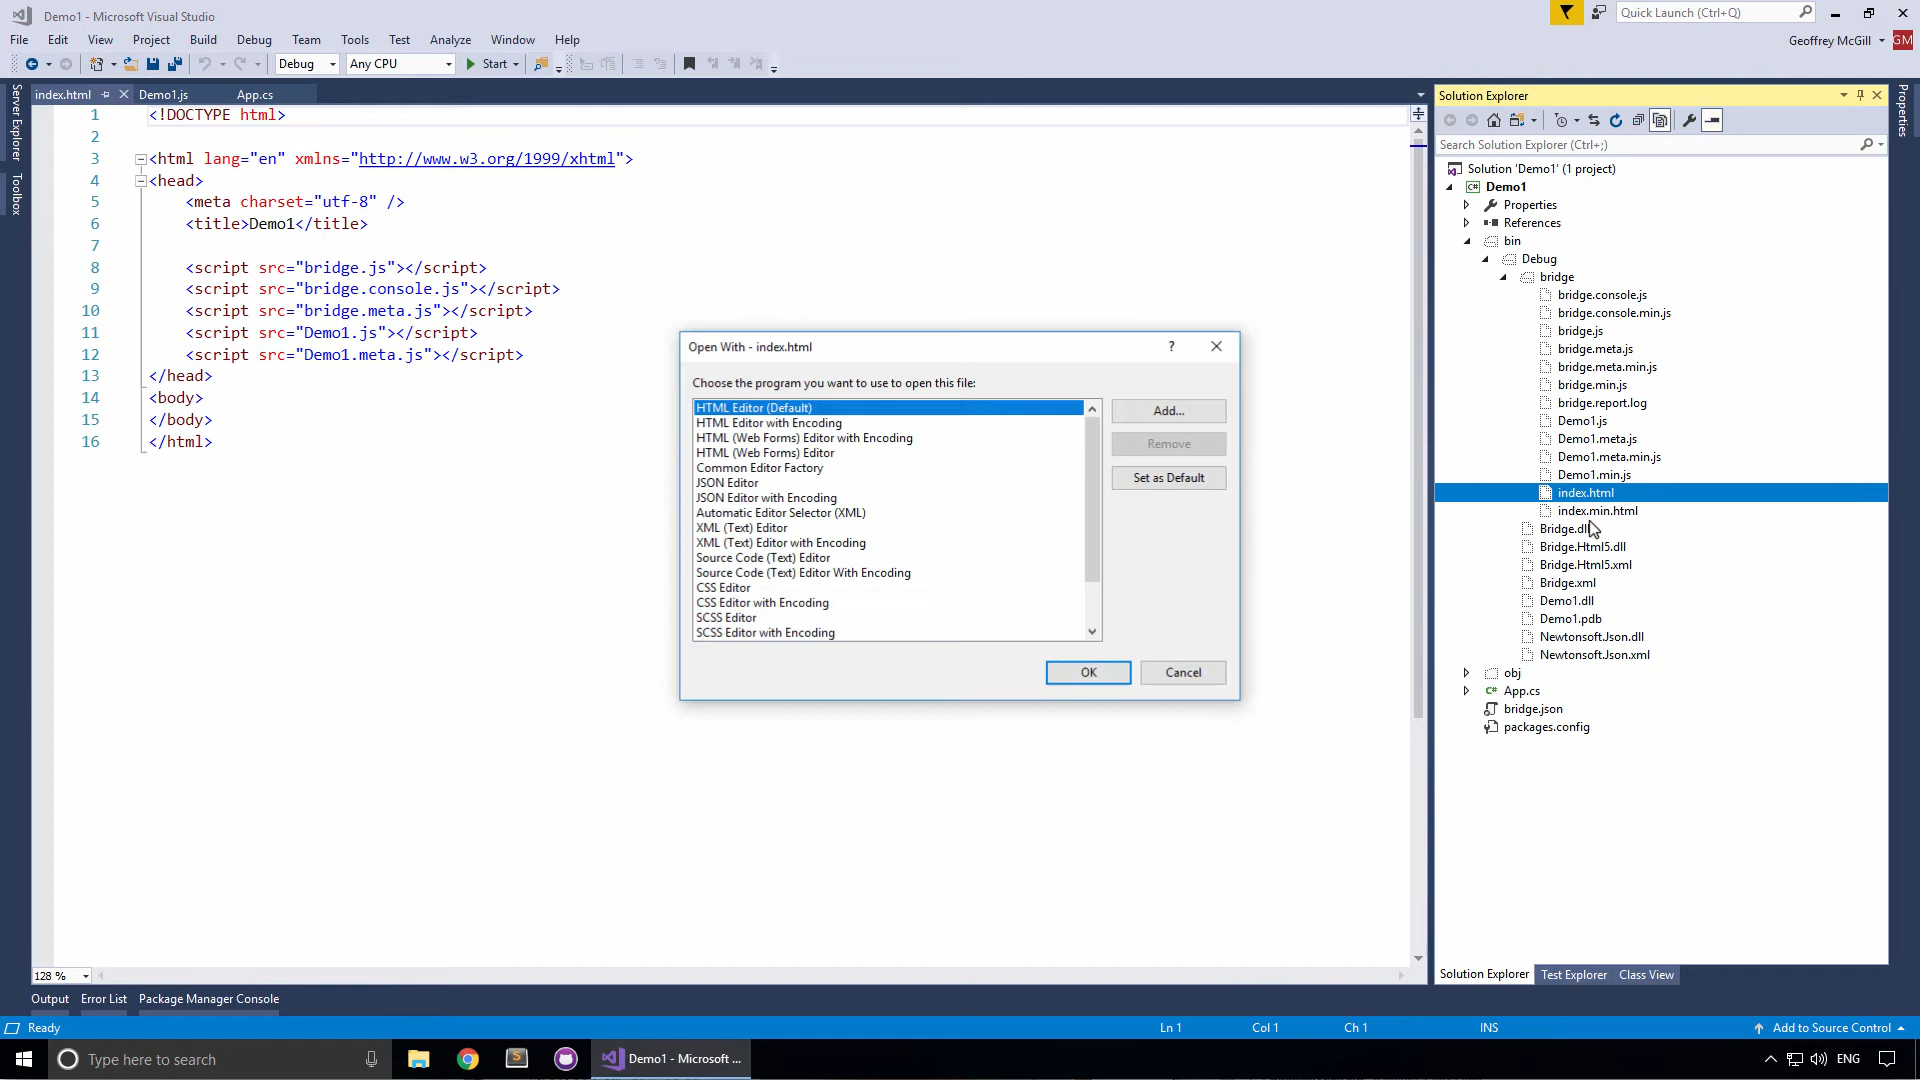 Demo1 - Microsoft Visual Studio
Quick Launch (Ctrl+Q)
File Edit View Project Build Debug Team Tools Test Analyze Window Help
Geoffrey McGill GM
Debug Any CPU Start
Server Explorer
Toolbox
Properties
index.html Demo1.js App.cs
1 <!DOCTYPE html>
2
3 <html lang="en" xmlns="http://www.w3.org/1999/xhtml">
4 <head>
5 <meta charset="utf-8" />
6 <title>Demo1</title>
7
8 <script src="bridge.js"></script>
9 <script src="bridge.console.js"></script>
10 <script src="bridge.meta.js"></script>
11 <script src="Demo1.js"></script>
12 <script src="Demo1.meta.js"></script>
13 </head>
14 <body>
15 </body>
16 </html>
Open With - index.html
?
Choose the program you want to use to open this file:
HTML Editor (Default)
HTML Editor with Encoding
HTML (Web Forms) Editor with Encoding
HTML (Web Forms) Editor
Common Editor Factory
JSON Editor
JSON Editor with Encoding
Automatic Editor Selector (XML)
XML (Text) Editor
XML (Text) Editor with Encoding
Source Code (Text) Editor
Source Code (Text) Editor With Encoding
CSS Editor
CSS Editor with Encoding
SCSS Editor
SCSS Editor with Encoding
Add...
Remove
Set as Default
OK Cancel
Solution Explorer
Search Solution Explorer (Ctrl+;)
Solution 'Demo1' (1 project)
C# Demo1
Properties
References
bin
Debug
bridge
bridge.console.js
bridge.console.min.js
bridge.js
bridge.meta.js
bridge.meta.min.js
bridge.min.js
bridge.report.log
Demo1.js
Demo1.meta.js
Demo1.meta.min.js
Demo1.min.js
index.html
index.min.html
Bridge.dll
Bridge.Html5.dll
Bridge.Html5.xml
Bridge.xml
Demo1.dll
Demo1.pdb
Newtonsoft.Json.dll
Newtonsoft.Json.xml
obj
C# App.cs
bridge.json
packages.config
128 %
Solution Explorer Test Explorer Class View
Output Error List Package Manager Console
Ready Ln 1 Col 1 Ch 1 INS Add to Source Control
Type here to search S Demo1 - Microsoft ... ENG